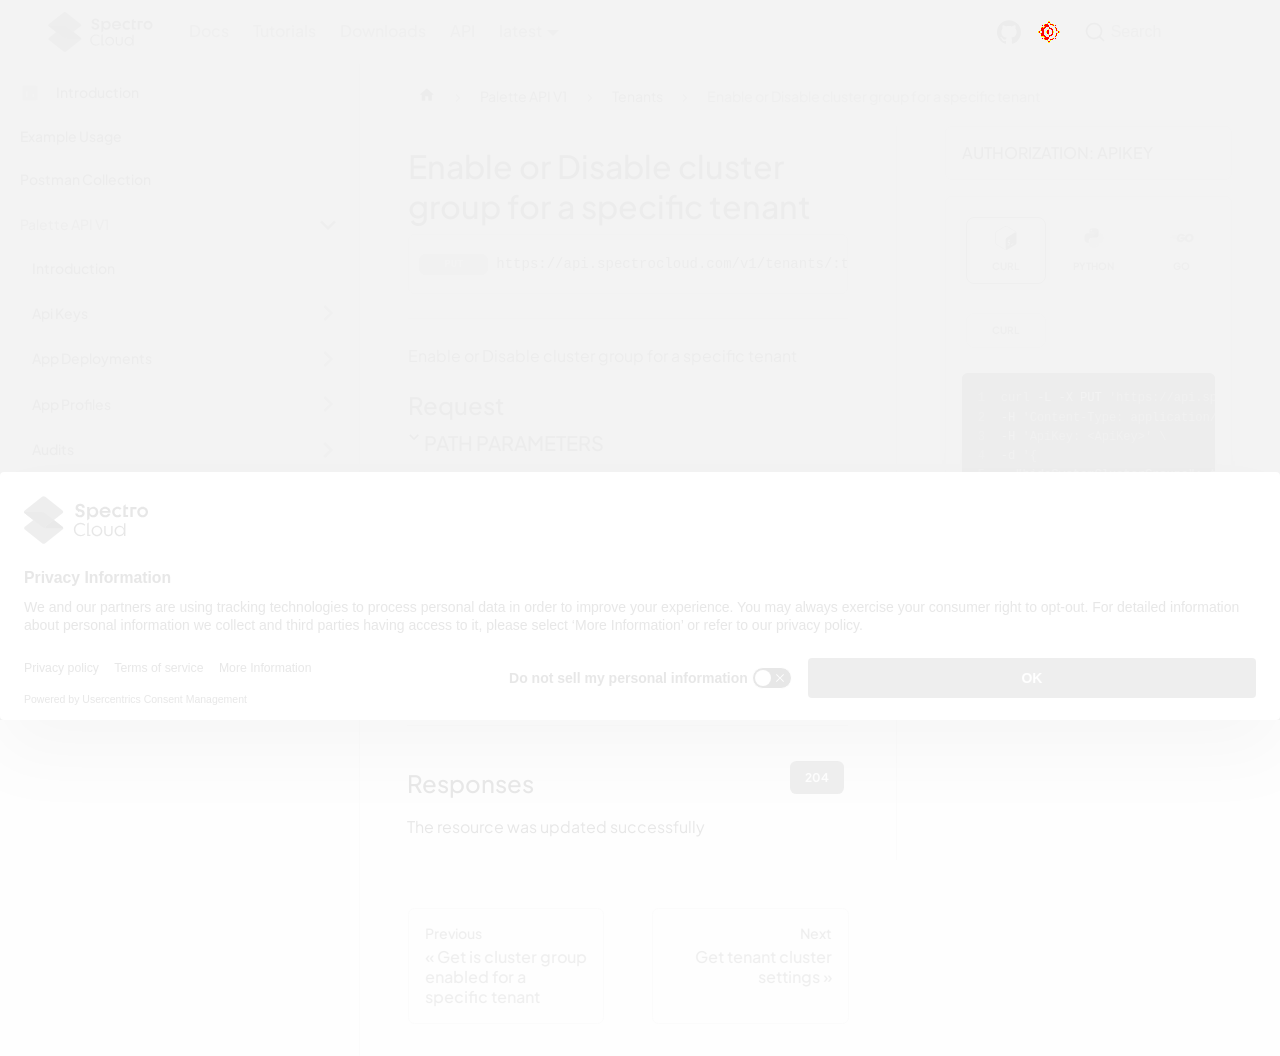 Spectro Cloud
Docs Tutorials Downloads API latest
Search
Introduction
Example Usage
Postman Collection
Palette API V1
Introduction
Api Keys
App Deployments
App Profiles
Audits
Palette API V1 Tenants Enable or Disable cluster group for a specific tenant
Enable or Disable cluster
group for a specific tenant
https://api.spectrocloud.com/v1/tenants/:t
Enable or Disable cluster group for a specific tenant
Request
PATH PARAMETERS
AUTHORIZATION: APIKEY
CURL PYTHON GO
CURL
Spectro
Cloud
Privacy Information
We and our partners are using tracking technologies to process personal data in order to improve your experience. You may always exercise your consumer right to opt-out. For detailed information
about personal information we collect and third parties having access to it, please select ‘More Information’ or refer to our privacy policy.
Privacy policy Terms of service More Information
Do not sell my personal information
OK
Powered by Usercentrics Consent Management
Responses
204
The resource was updated successfully
Previous
« Get is cluster group
enabled for a
specific tenant
Next
Get tenant cluster
settings »